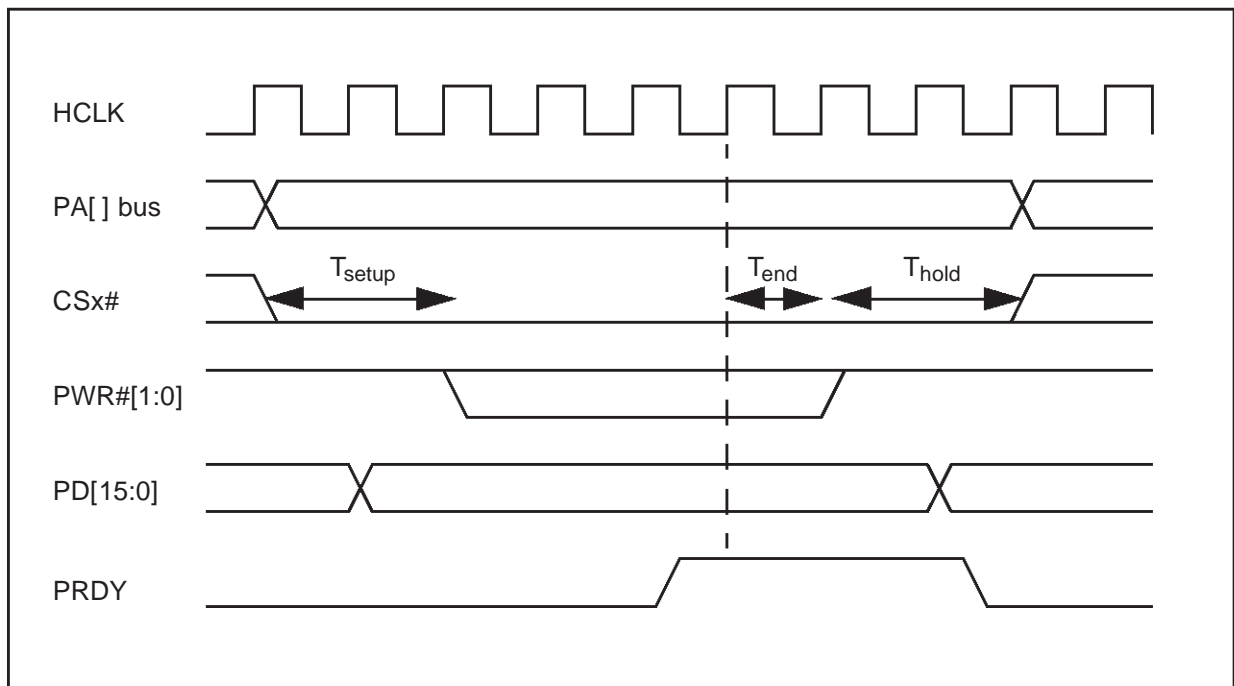 HCLK
PA[ ] bus
Tsetup
Tend
Thold
CSx#
PWR#[1:0]
PD[15:0]
PRDY